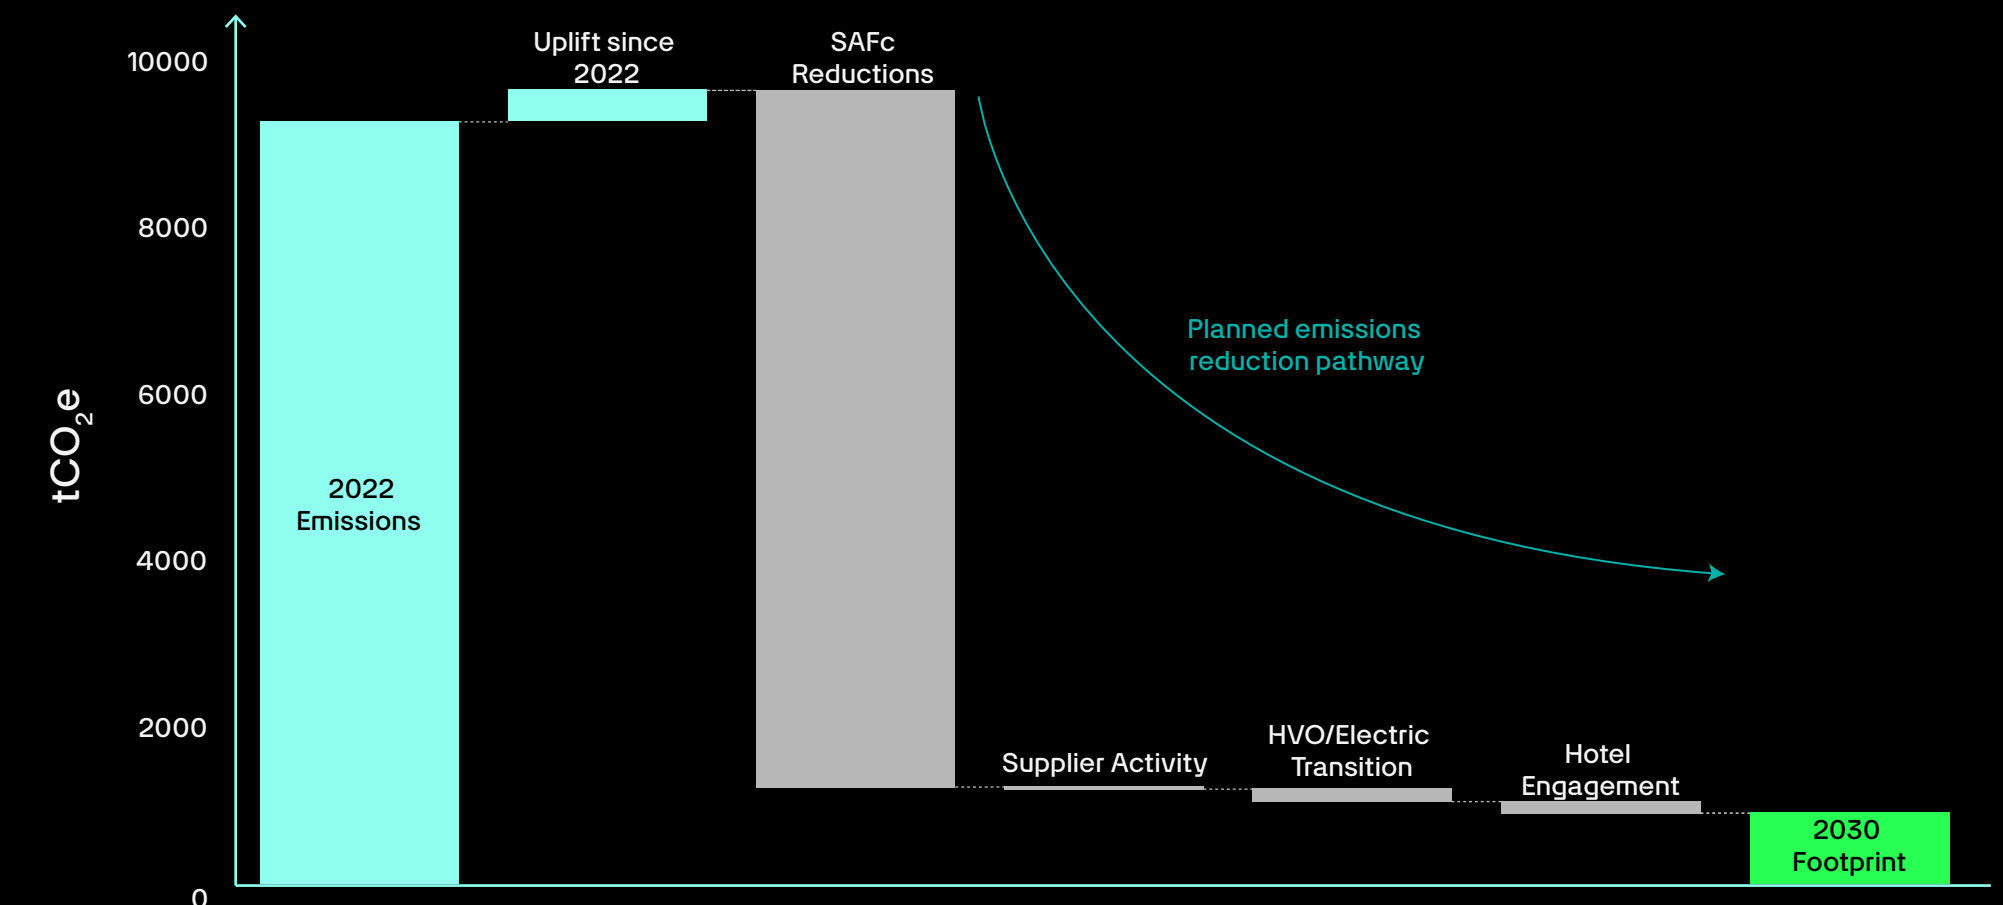 10000
8000
6000
4000
2000
0
tCO₂e
2022
Emissions
Uplift since
2022
SAFc
Reductions
Planned emissions
reduction pathway
Supplier Activity
HVO/Electric
Transition
Hotel
Engagement
2030
Footprint